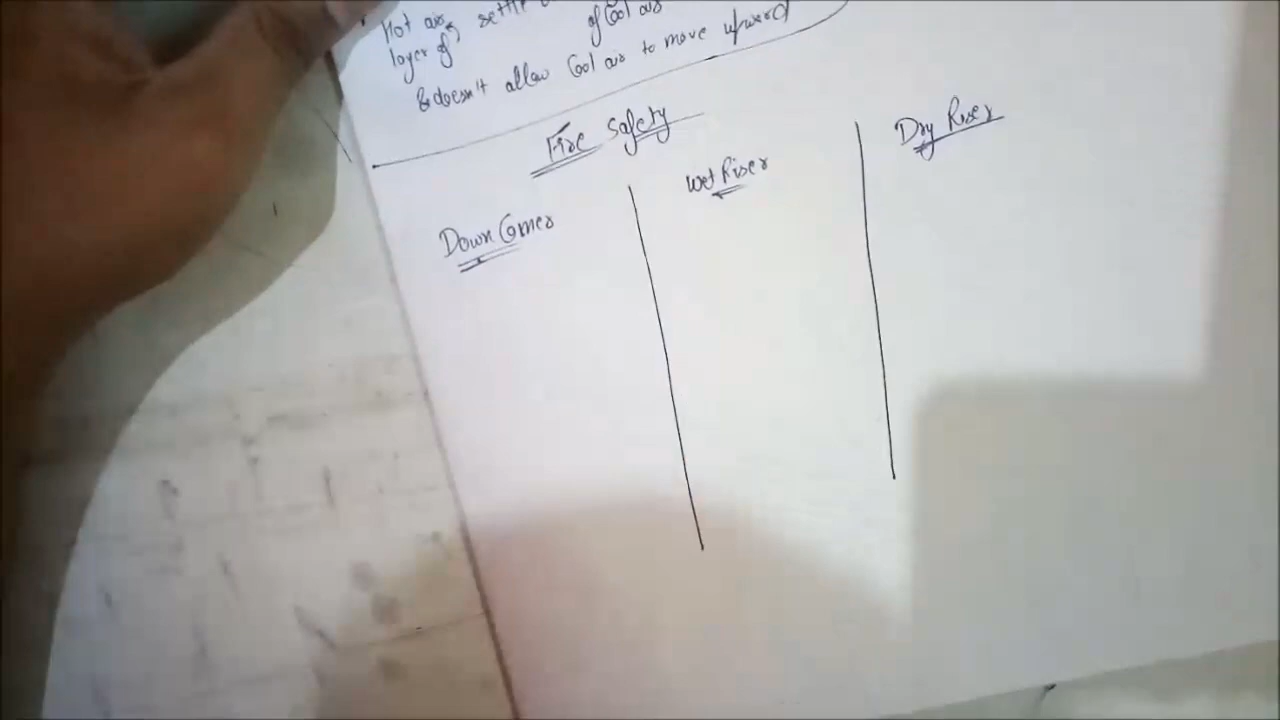 Hot air settle
layer of of Cool air
& doesn't allow Cool air to move upward
Fire Safety
Down Comer
Wet Riser
Dry Riser